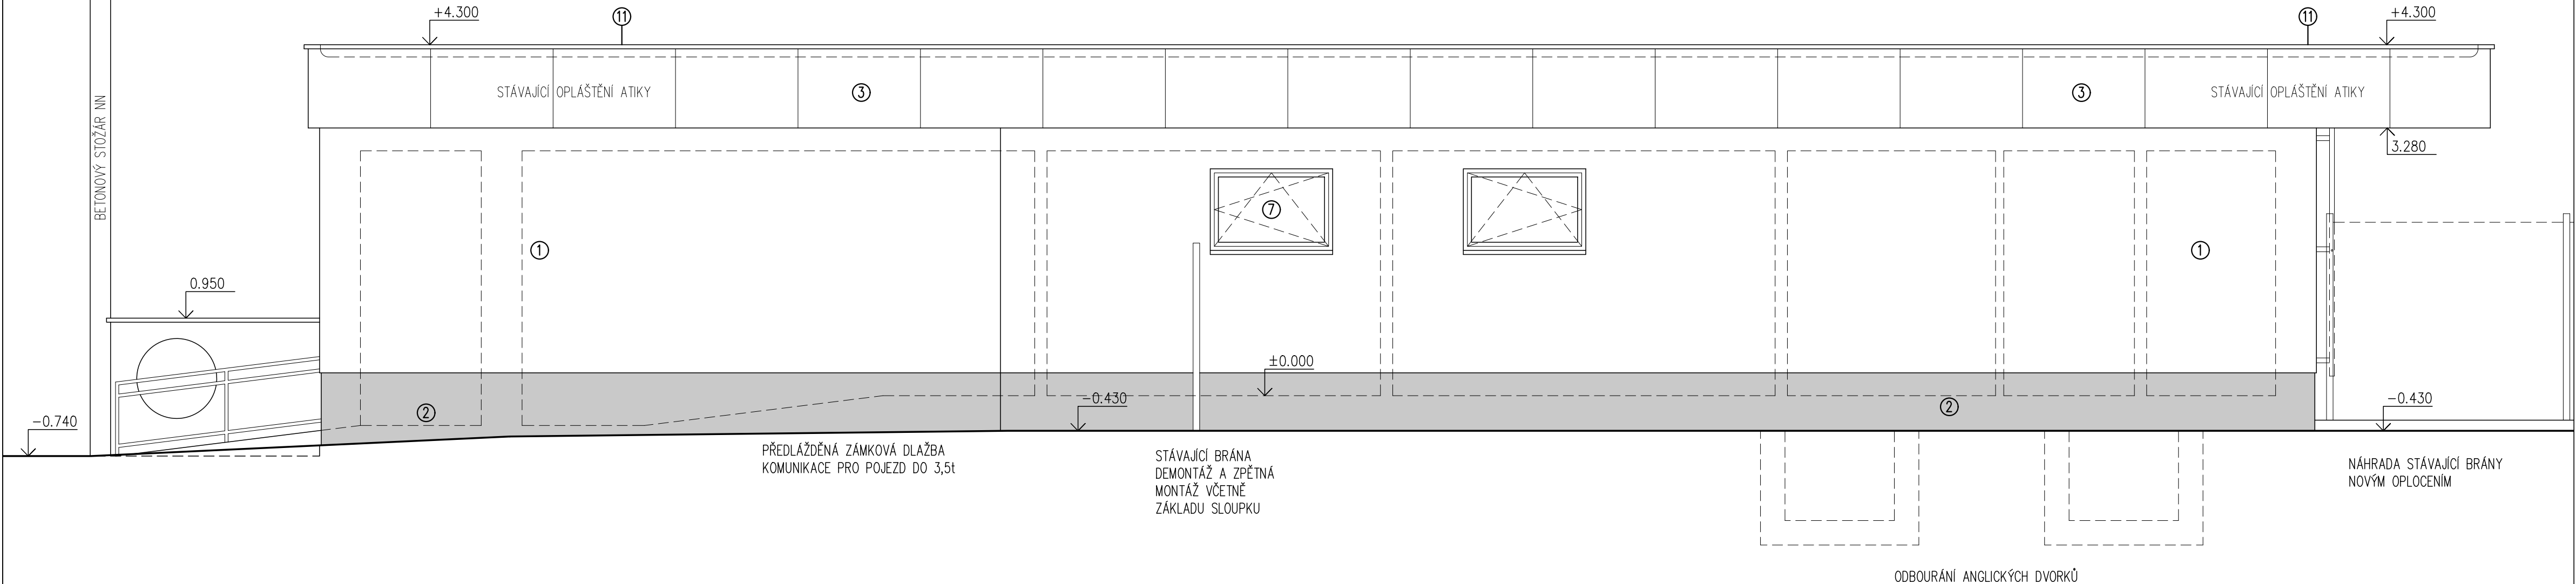 +4.300
11
11
+4.300
STÁVAJÍCÍ OPLÁŠTĚNÍ ATIKY
3
3
STÁVAJÍCÍ OPLÁŠTĚNÍ ATIKY
BETONOVÝ STOŽÁR NN
3.280
7
1
1
0.950
±0.000
−0.430
−0.430
2
2
−0.740
PŘEDLÁŽDĚNÁ ZÁMKOVÁ DLAŽBA
KOMUNIKACE PRO POJEZD DO 3,5t
STÁVAJÍCÍ BRÁNA
DEMONTÁŽ A ZPĚTNÁ
MONTÁŽ VČETNĚ
ZÁKLADU SLOUPKU
NÁHRADA STÁVAJÍCÍ BRÁNY
NOVÝM OPLOCENÍM
ODBOURÁNÍ ANGLICKÝCH DVORKŮ